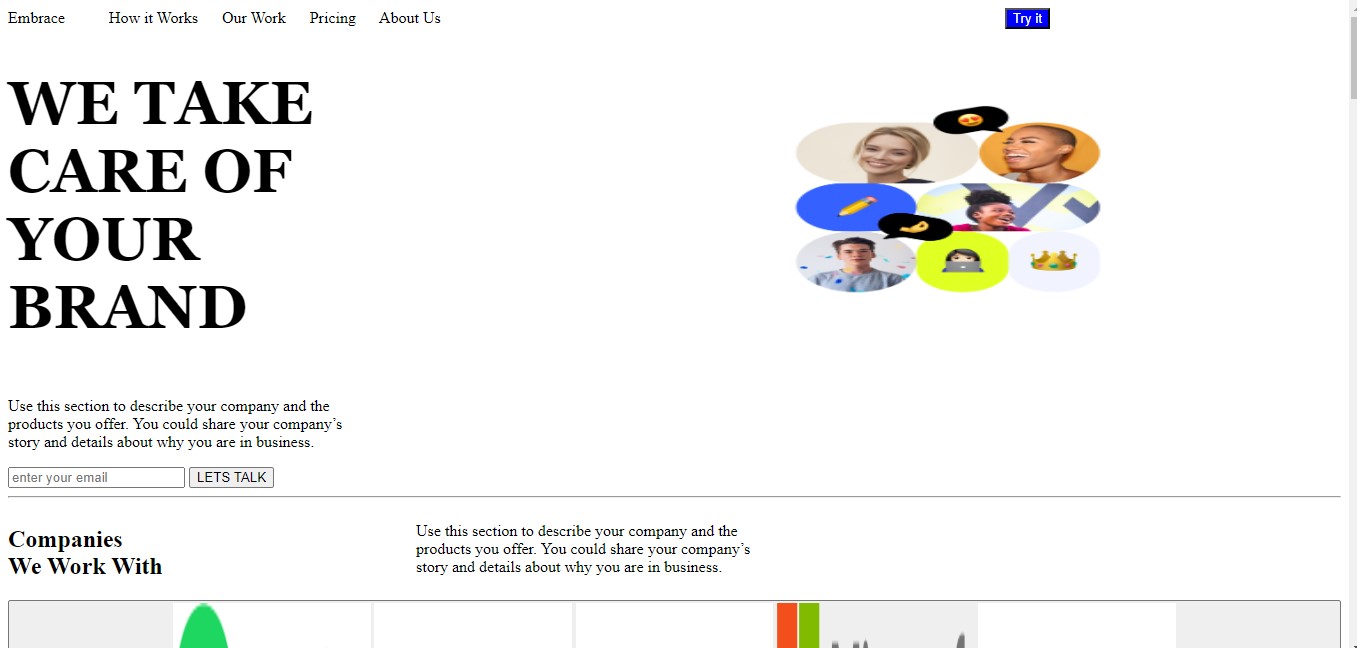 Embrace How it Works Our Work Pricing About Us Try it
WE TAKE
CARE OF
YOUR
BRAND
Use this section to describe your company and the
products you offer. You could share your company’s
story and details about why you are in business.
enter your email LETS TALK
Companies
We Work With
Use this section to describe your company and the
products you offer. You could share your company’s
story and details about why you are in business.